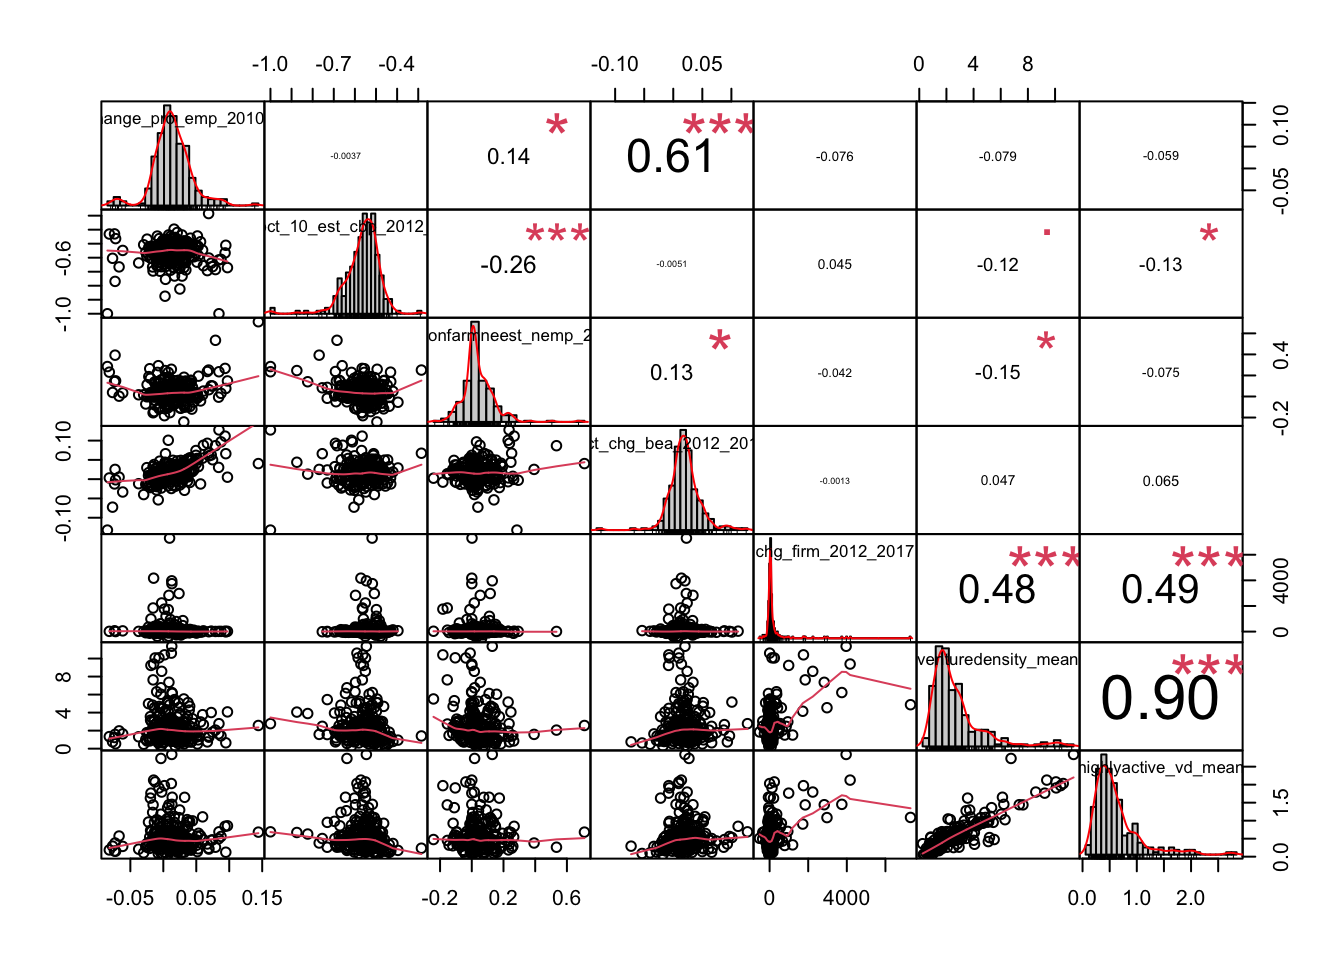 -1.0 -0.7 -0.4 -0.10 0.05 0 4 8
ange_pro_emp_2010 -0.0037 0.14 * 0.61 *** -0.076 -0.079 -0.059 -0.05 0.10
-1.0 -0.6 ct_10_est_cbp_2012_ -0.26 *** -0.0051 0.045 -0.12 . -0.13 *
onfarmneest_nemp_2 0.13 * -0.042 -0.15 * -0.075 -0.2 0.4
-0.10 0.10 ct_chg_bea_2012_201 -0.0013 0.047 0.065
chg_firm_2012_2017 0.48 *** 0.49 *** 0 4000
0 4 8 venturedensity_mean 0.90 ***
highlyactive_vd_mean 0.0 1.5
-0.05 0.05 0.15 -0.2 0.2 0.6 0 4000 0.0 1.0 2.0